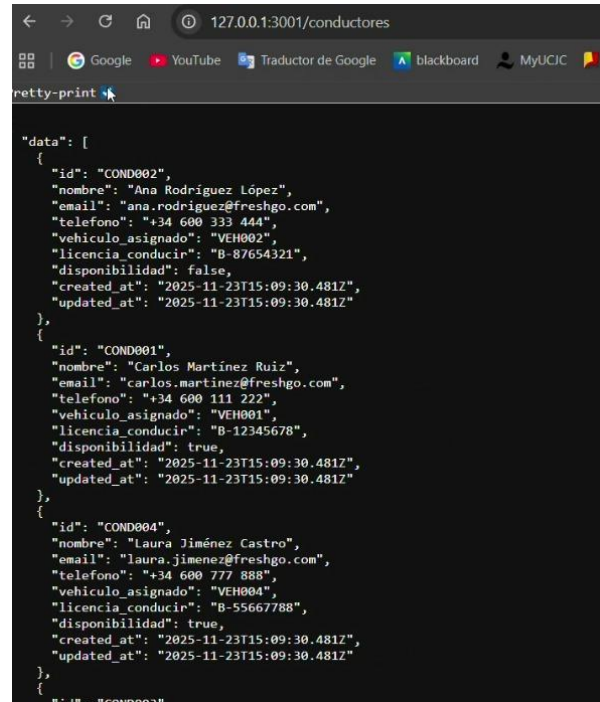 127.0.0.1:3001/conductores
Google YouTube Traductor de Google blackboard MyUCJC
retty-print
"data": [
{
"id": "COND002",
"nombre": "Ana Rodríguez López",
"email": "ana.rodriguez@freshgo.com",
"telefono": "+34 600 333 444",
"vehiculo_asignado": "VEH002",
"licencia_conducir": "B-87654321",
"disponibilidad": false,
"created_at": "2025-11-23T15:09:30.481Z",
"updated_at": "2025-11-23T15:09:30.481Z"
},
{
"id": "COND001",
"nombre": "Carlos Martínez Ruiz",
"email": "carlos.martinez@freshgo.com",
"telefono": "+34 600 111 222",
"vehiculo_asignado": "VEH001",
"licencia_conducir": "B-12345678",
"disponibilidad": true,
"created_at": "2025-11-23T15:09:30.481Z",
"updated_at": "2025-11-23T15:09:30.481Z"
},
{
"id": "COND004",
"nombre": "Laura Jiménez Castro",
"email": "laura.jimenez@freshgo.com",
"telefono": "+34 600 777 888",
"vehiculo_asignado": "VEH004",
"licencia_conducir": "B-55667788",
"disponibilidad": true,
"created_at": "2025-11-23T15:09:30.481Z",
"updated_at": "2025-11-23T15:09:30.481Z"
},
{